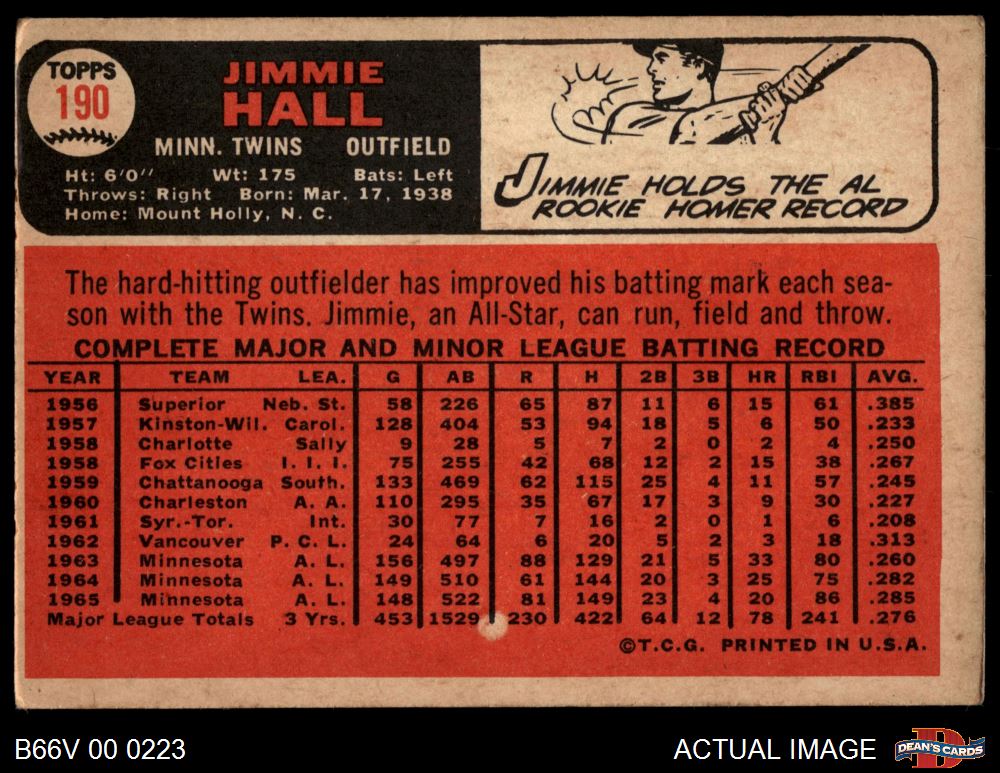 TOPPS
190
JIMMIE
HALL
MINN. TWINS OUTFIELD
Ht: 6'0'' Wt: 175 Bats: Left
Throws: Right Born: Mar. 17, 1938
Home: Mount Holly, N. C.
JIMMIE HOLDS THE AL
ROOKIE HOMER RECORD
The hard-hitting outfielder has improved his batting mark each sea-
son with the Twins. Jimmie, an All-Star, can run, field and throw.
COMPLETE MAJOR AND MINOR LEAGUE BATTING RECORD
YEAR TEAM LEA. G AB R H 2B 3B HR RBI AVG.
1956 Superior Neb. St. 58 226 65 87 11 6 15 61 .385
1957 Kinston-Wil. Carol. 128 404 53 94 18 5 6 50 .233
1958 Charlotte Sally 9 28 5 7 2 0 2 4 .250
1958 Fox Cities I. I. I. 75 255 42 68 12 2 15 38 .267
1959 Chattanooga South. 133 469 62 115 25 4 11 57 .245
1960 Charleston A. A. 110 295 35 67 17 3 9 30 .227
1961 Syr.-Tor. Int. 30 77 7 16 2 0 1 6 .208
1962 Vancouver P. C. L. 24 64 6 20 5 2 3 18 .313
1963 Minnesota A. L. 156 497 88 129 21 5 33 80 .260
1964 Minnesota A. L. 149 510 61 144 20 3 25 75 .282
1965 Minnesota A. L. 148 522 81 149 23 4 20 86 .285
Major League Totals 3 Yrs. 453 1529 230 422 64 12 78 241 .276
©T.C.G. PRINTED IN U.S.A.
B66V 00 0223
ACTUAL IMAGE
D
DEAN'S CARDS